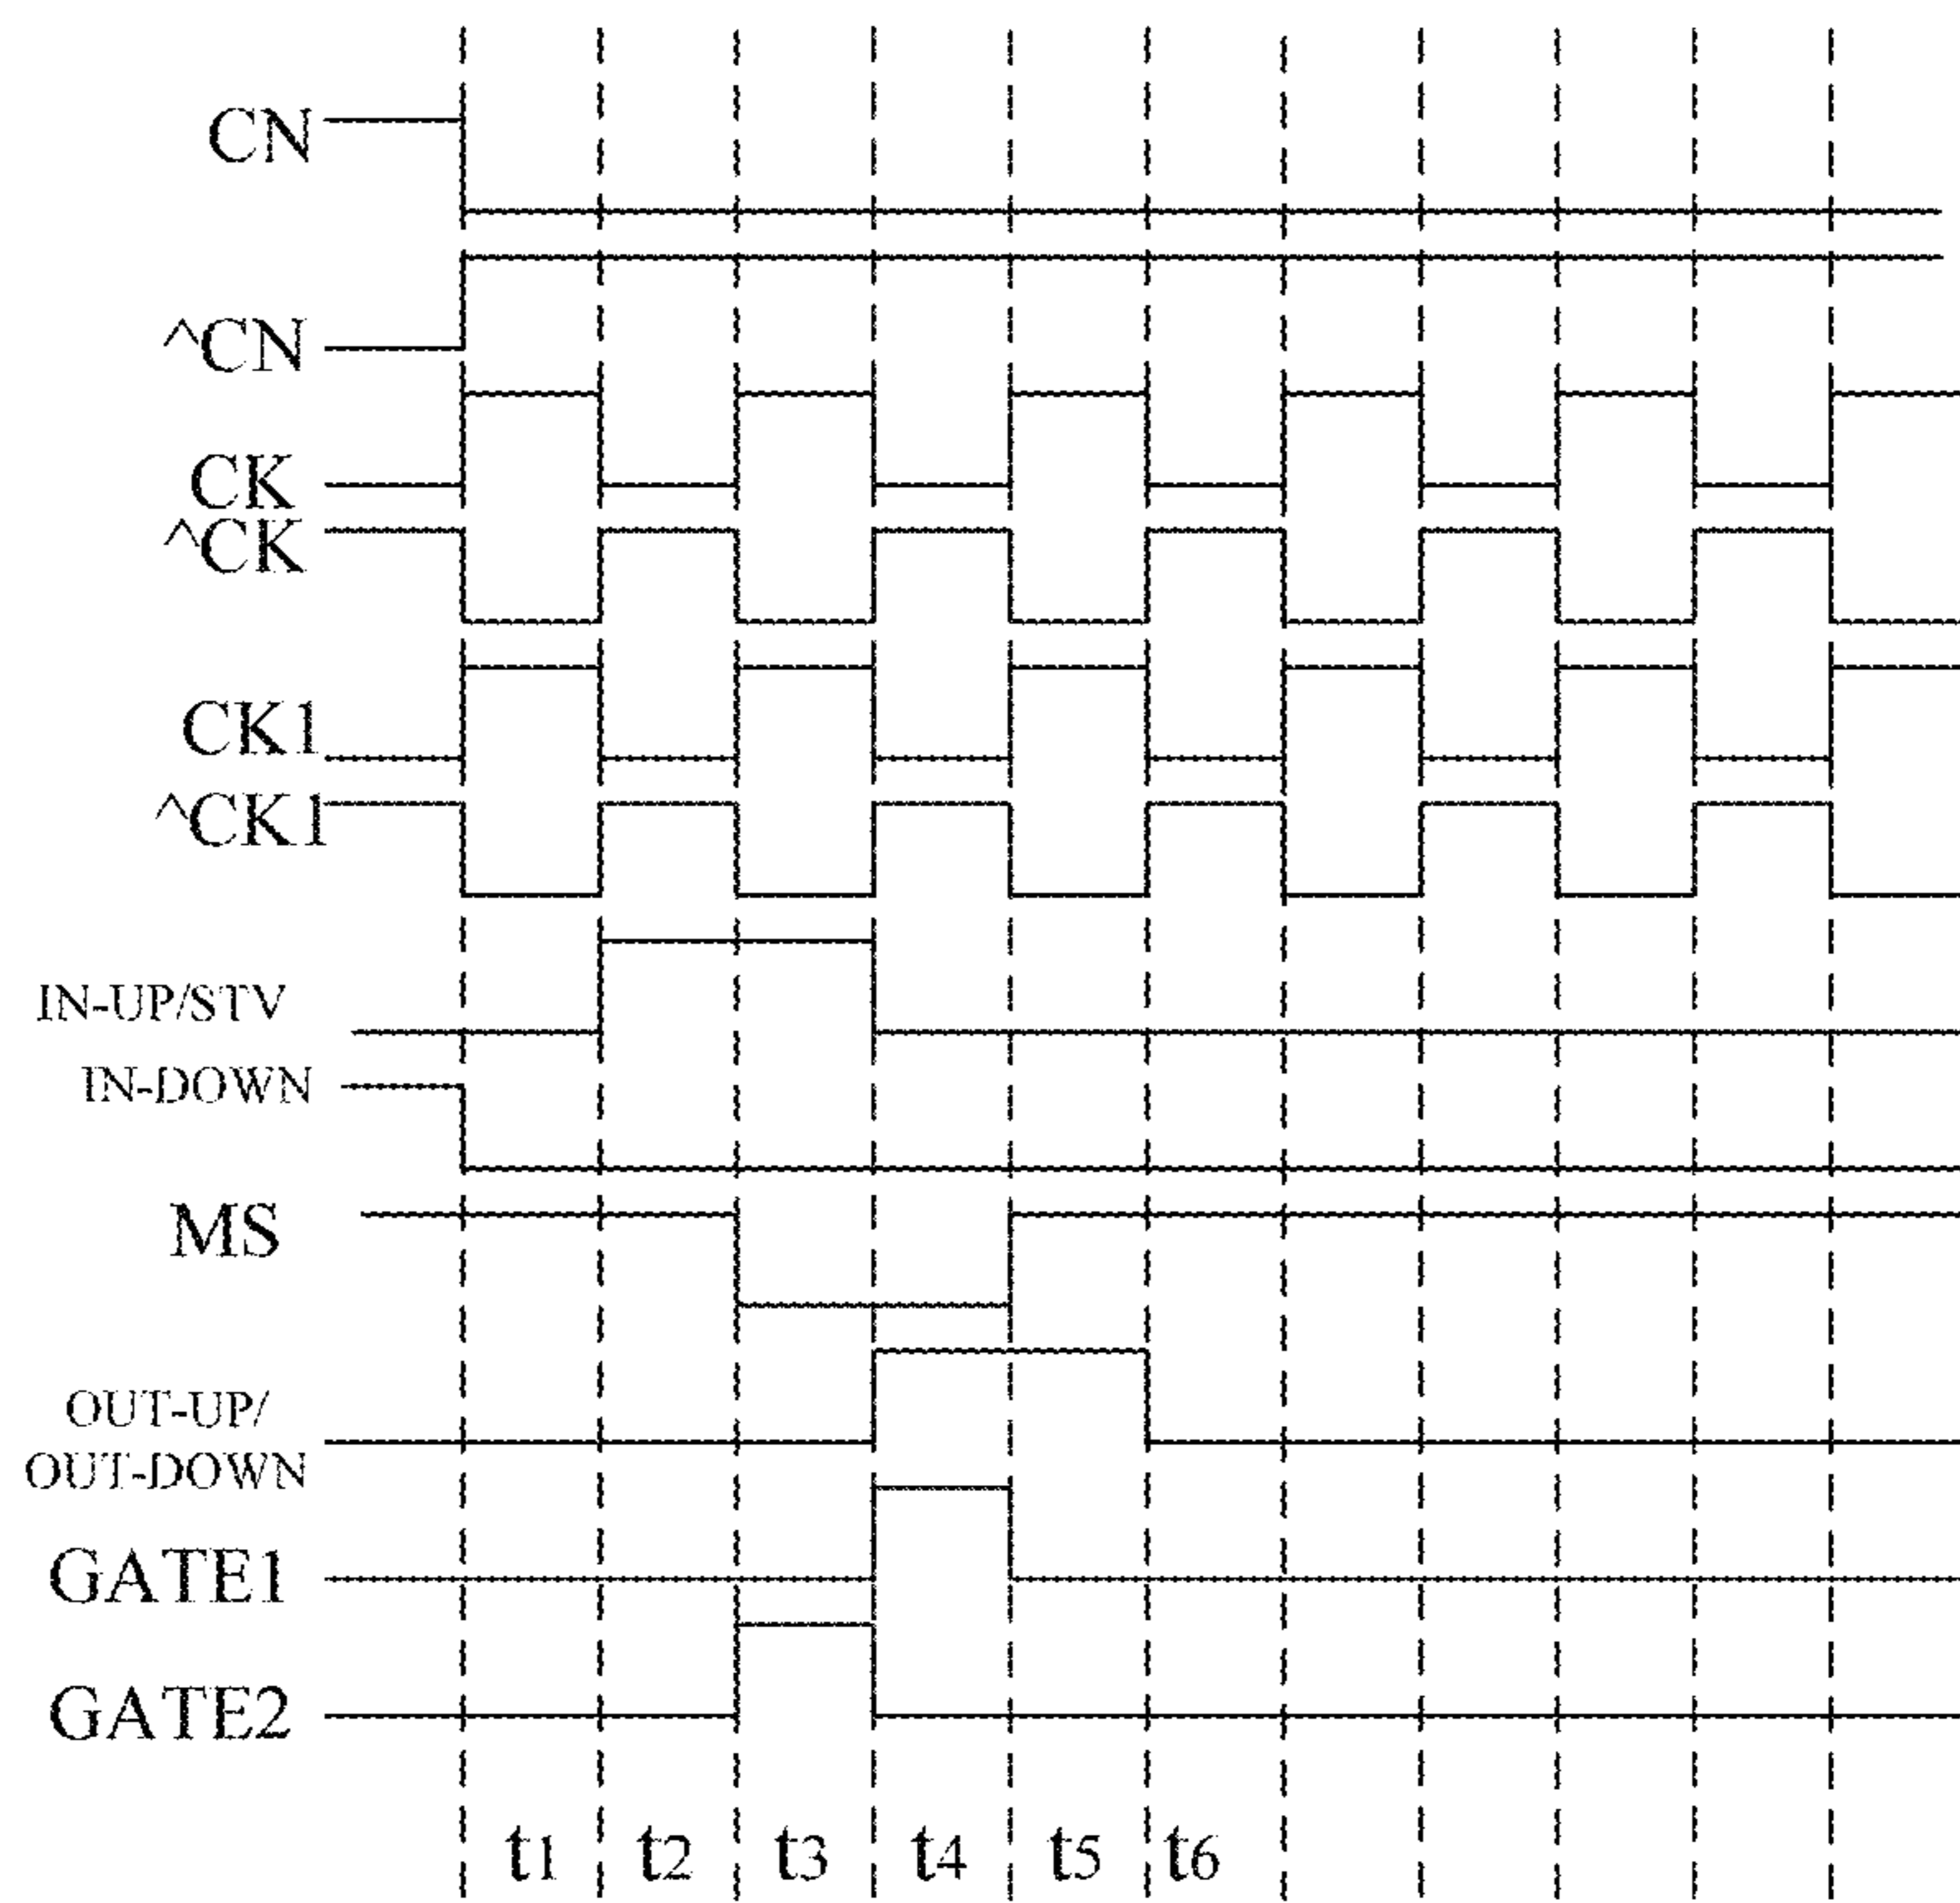 CN
^CN
CK
^CK
CK1
^CK1
IN-UP/STV
IN-DOWN
MS
OUT-UP/
OUT-DOWN
GATE1
GATE2
t1 t2 t3 t4 t5 t6